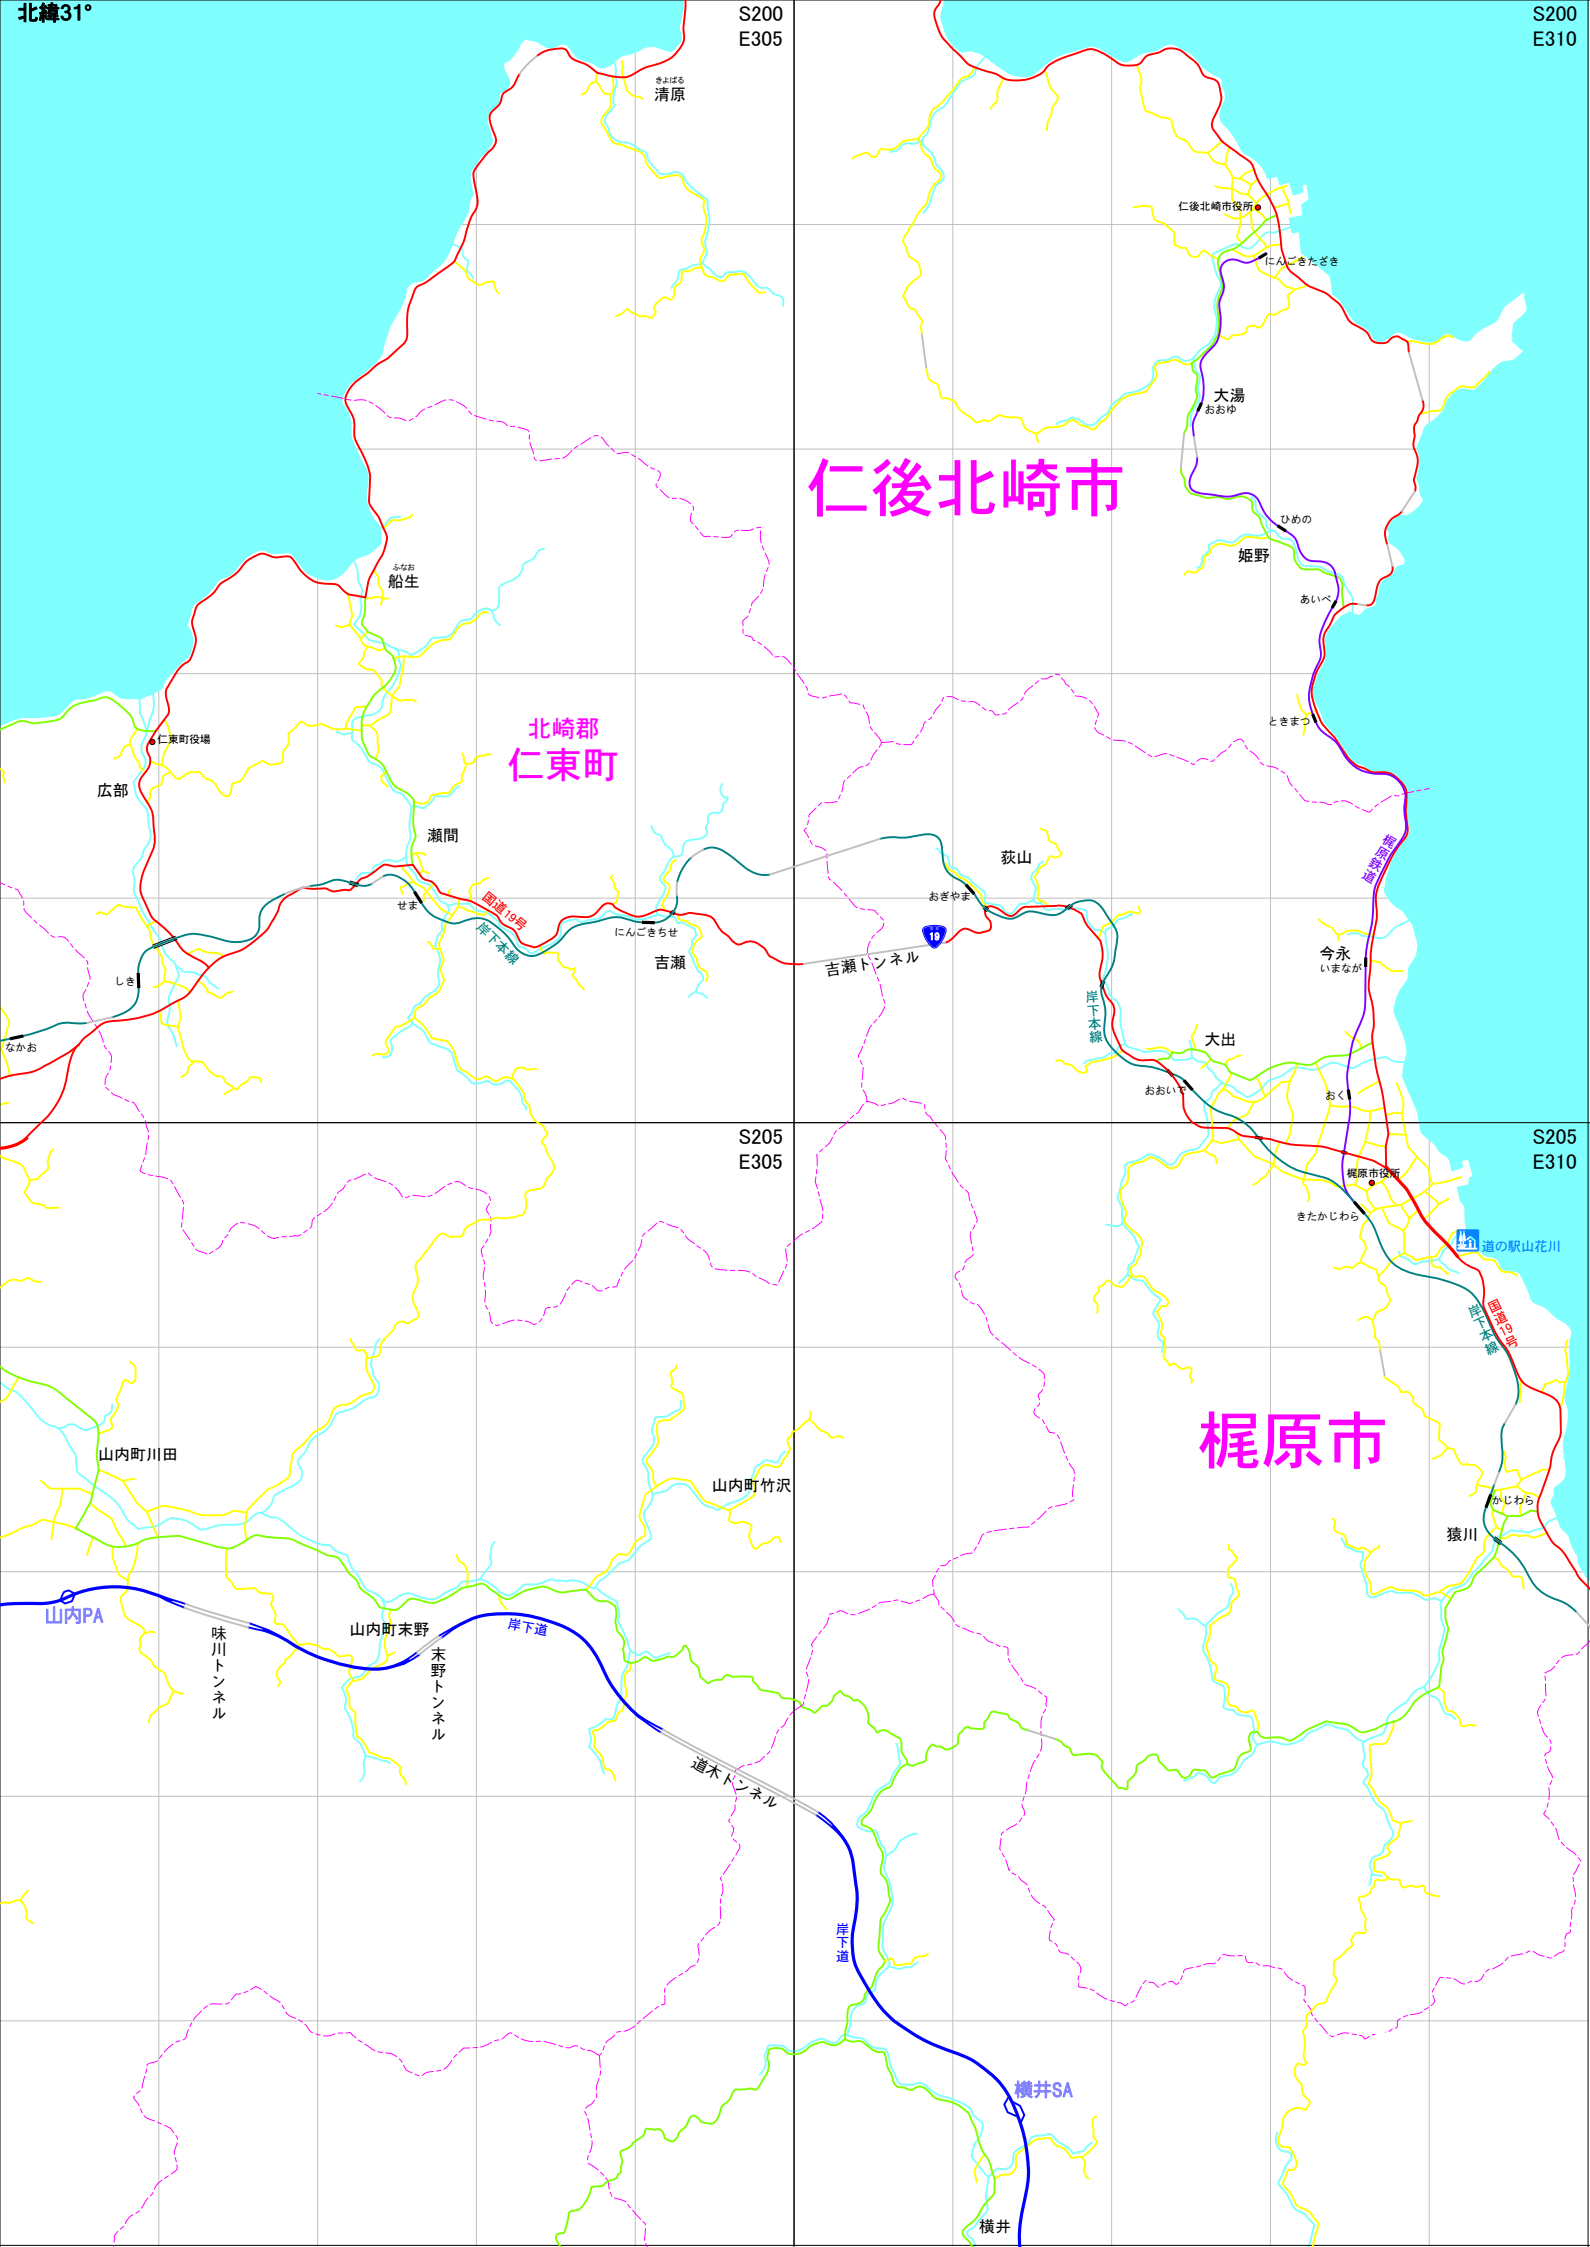 北緯31°
S200
E305
S200
E310
きよばる
清原
仁後北崎市役所
にんごきたざき
大湯
おおゆ
仁後北崎市
ひめの
姫野
ふなお
船生
あいべ
ときまつ
北崎郡
仁東町
仁東町役場
広部
瀬間
梶原鉄道
荻山
おぎやま
せま
国道19号
岸下本線
にんごきちせ
吉瀬
19
吉瀬トンネル
今永
いまなが
しき
岸下本線
なかお
大出
おおいで
おく
S205
E305
S205
E310
梶原市役所
きたかじわら
道の駅山花川
国道19号
岸下本線
梶原市
山内町川田
山内町竹沢
かじわら
猿川
山内PA
味川トンネル
山内町末野
末野トンネル
岸下道
道木トンネル
岸下道
横井SA
横井